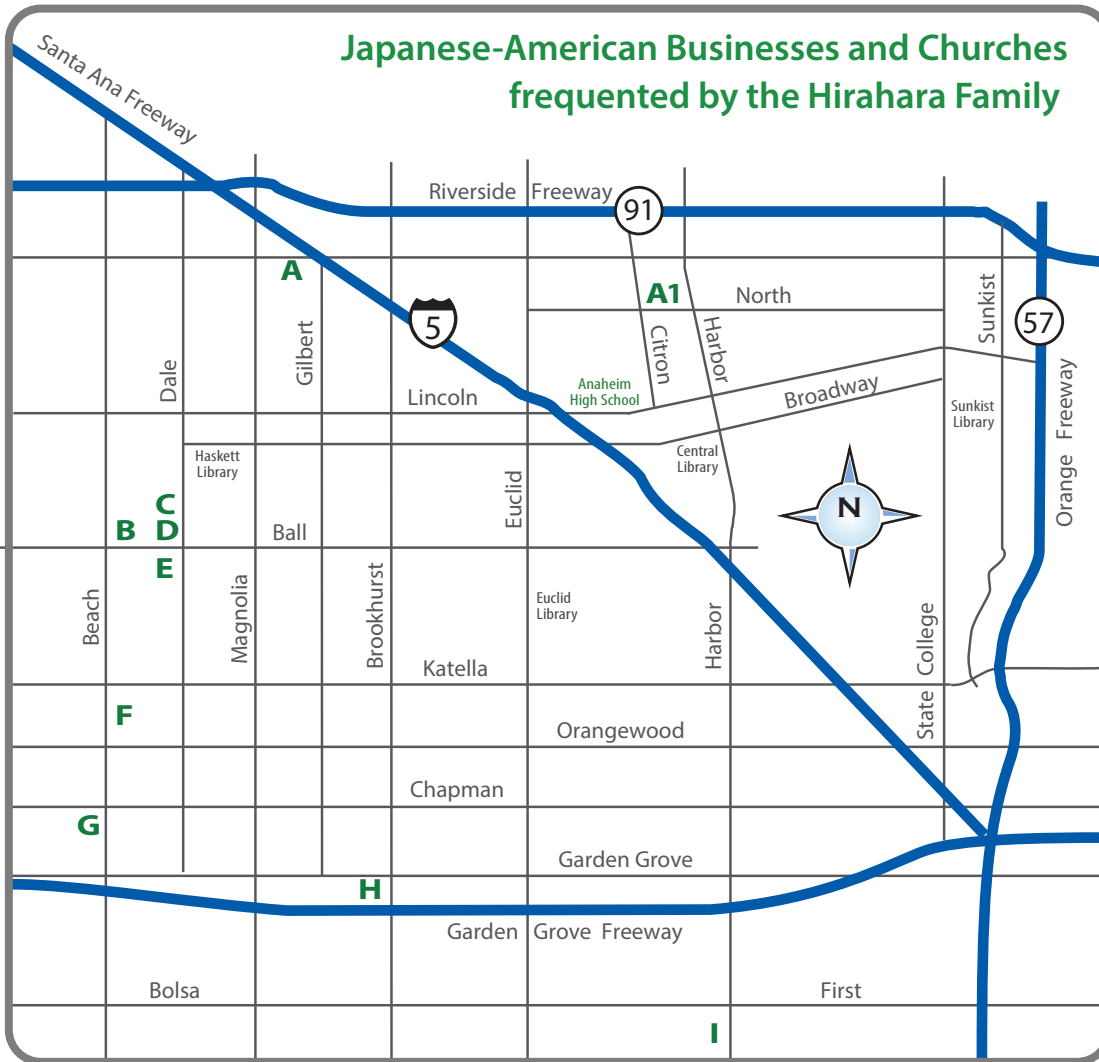 Japanese-American Businesses and Churches
frequented by the Hirahara Family
Santa Ana Freeway
Riverside Freeway
91
A
A1
North
Sunkist
57
5
Citron
Harbor
Gilbert
Dale
Lincoln
Anaheim
High School
Broadway
Orange Freeway
Sunkist
Library
Haskett
Library
Central
Library
Euclid
N
C
B
D
Ball
E
Beach
Magnolia
Brookhurst
Euclid
Library
Harbor
State College
Katella
F
Orangewood
Chapman
G
Garden Grove
H
Garden Grove Freeway
Bolsa
First
I